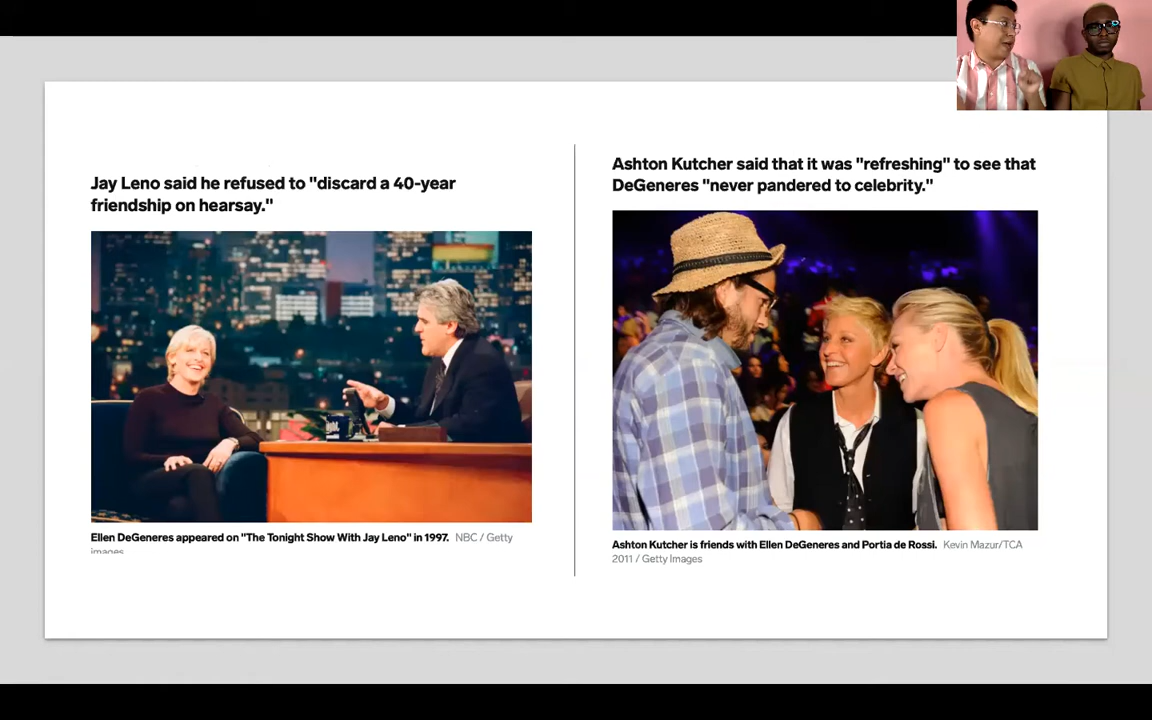 Jay Leno said he refused to "discard a 40-year
friendship on hearsay."
Ellen DeGeneres appeared on "The Tonight Show With Jay Leno" in 1997. NBC / Getty
images
Ashton Kutcher said that it was "refreshing" to see that
DeGeneres "never pandered to celebrity."
Ashton Kutcher is friends with Ellen DeGeneres and Portia de Rossi. Kevin Mazur/TCA
2011 / Getty Images